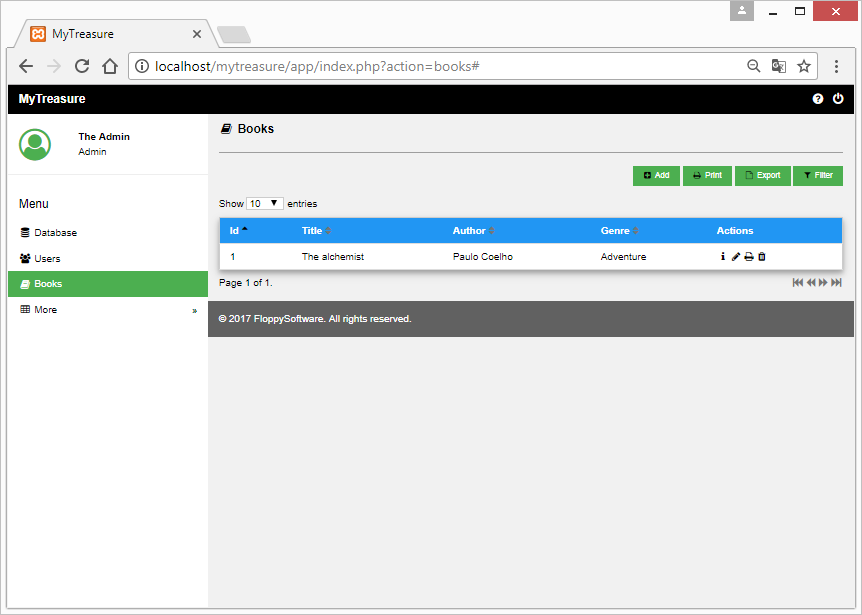 MyTreasure
localhost/mytreasure/app/index.php?action=books#
MyTreasure
The Admin
Admin
Menu
Database
Users
Books
More »
Books
Add Print Export Filter
Show 10 entries
Id Title Author Genre Actions
1 The alchemist Paulo Coelho Adventure
Page 1 of 1.
© 2017 FloppySoftware. All rights reserved.